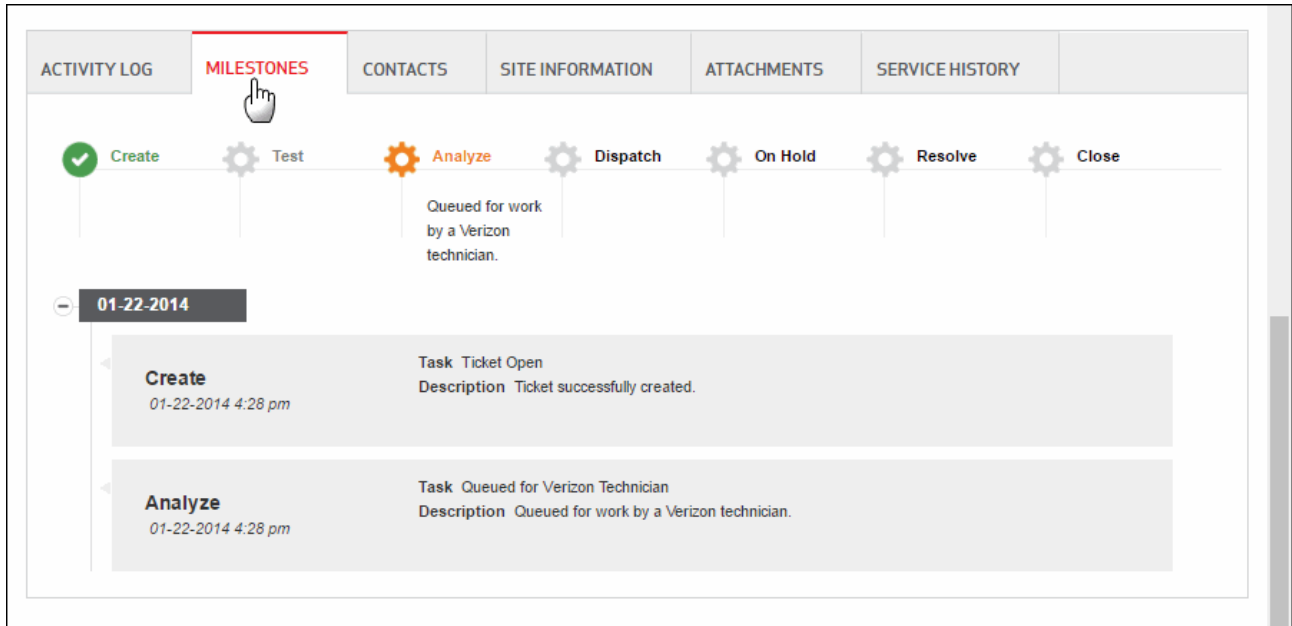 ACTIVITY LOG MILESTONES CONTACTS SITE INFORMATION ATTACHMENTS SERVICE HISTORY
Create Test Analyze Dispatch On Hold Resolve Close
Queued for work
by a Verizon
technician.
01-22-2014
Create
01-22-2014 4:28 pm
Task Ticket Open
Description Ticket successfully created.
Analyze
01-22-2014 4:28 pm
Task Queued for Verizon Technician
Description Queued for work by a Verizon technician.